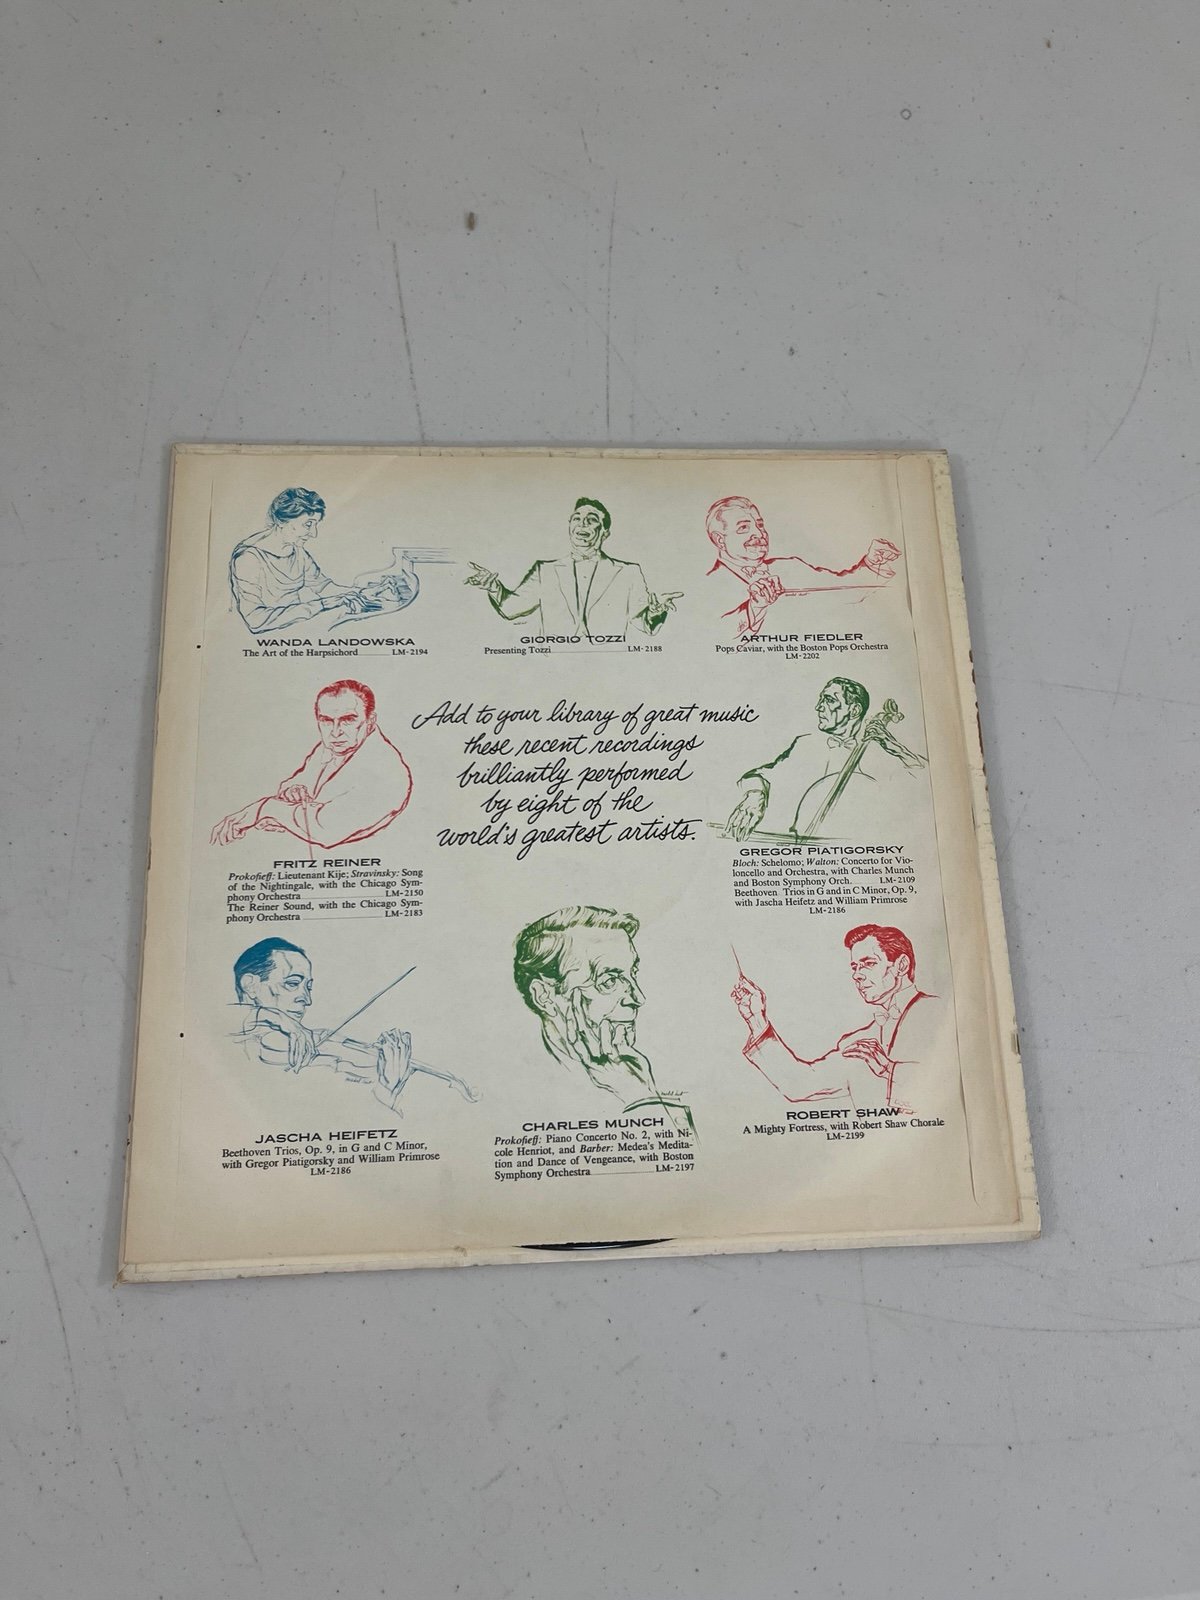 WANDA LANDOWSKA
The Art of the Harpsichord LM-2194
GIORGIO TOZZI
Presenting Tozzi LM-2188
ARTHUR FIEDLER
Pops Caviar, with the Boston Pops Orchestra
LM-2202
Add to your library of great music
these recent recordings
brilliantly performed
by eight of the
world's greatest artists.
FRITZ REINER
Prokofieff: Lieutenant Kije; Stravinsky: Song
of the Nightingale, with the Chicago Sym-
phony Orchestra LM-2150
The Reiner Sound, with the Chicago Sym-
phony Orchestra LM-2183
GREGOR PIATIGORSKY
Bloch: Schelomo; Walton: Concerto for Vio-
loncello and Orchestra, with Charles Munch
and Boston Symphony Orch. LM-2109
Beethoven Trios in G and in C Minor, Op. 9,
with Jascha Heifetz and William Primrose
LM-2186
JASCHA HEIFETZ
Beethoven Trios, Op. 9, in G and C Minor,
with Gregor Piatigorsky and William Primrose
LM-2186
CHARLES MUNCH
Prokofieff: Piano Concerto No. 2, with Ni-
cole Henriot, and Barber: Medea's Medita-
tion and Dance of Vengeance, with Boston
Symphony Orchestra LM-2197
ROBERT SHAW
A Mighty Fortress, with Robert Shaw Chorale
LM-2199